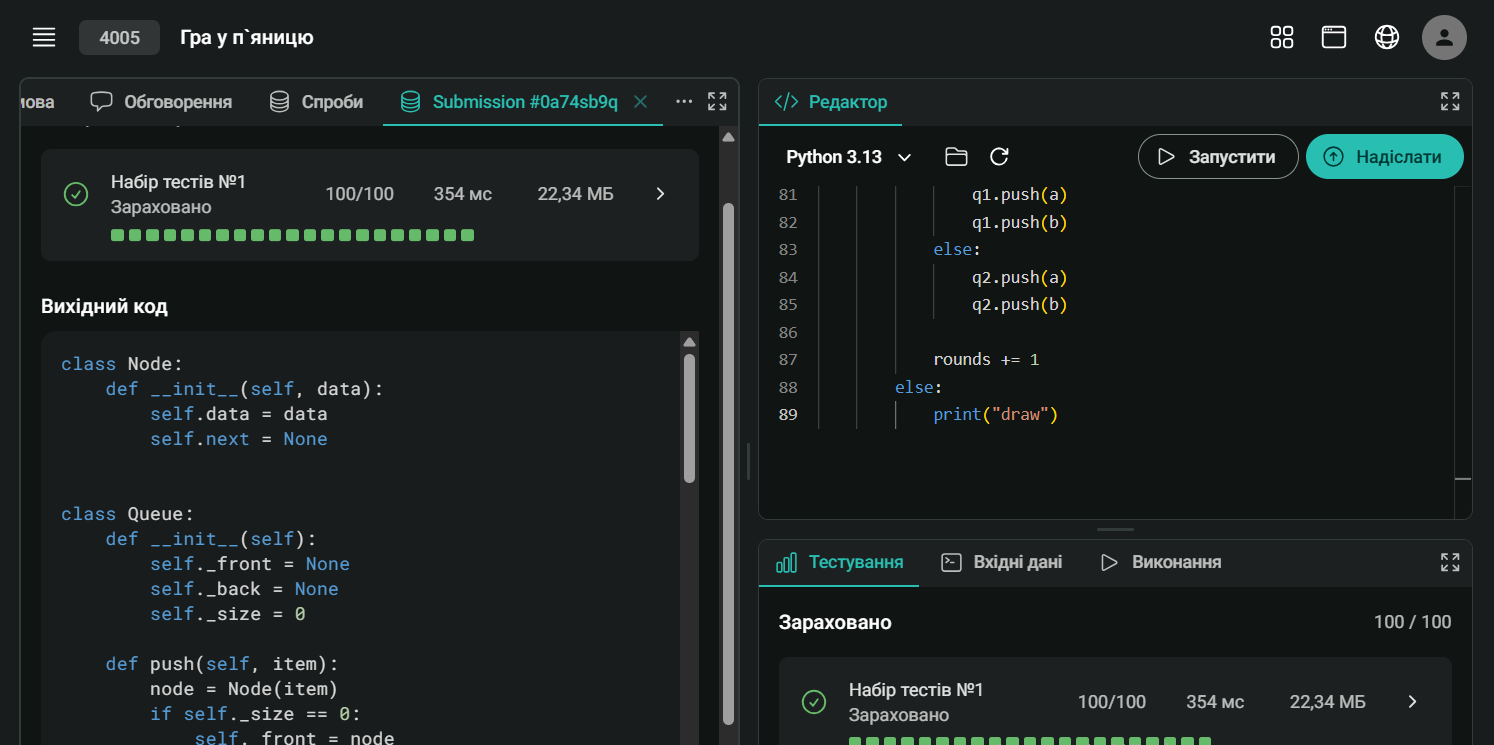 4005 Гра у п`яницю
мова Обговорення Спроби Submission #0a74sb9q
Набір тестів №1
Зараховано
100/100 354 мс 22,34 МБ
Вихідний код
class Node:
    def __init__(self, data):
        self.data = data
        self.next = None
class Queue:
    def __init__(self):
        self._front = None
        self._back = None
        self._size = 0
    def push(self, item):
        node = Node(item)
        if self._size == 0:
            self._front = node
</> Редактор
Python 3.13 Запустити Надіслати
81 q1.push(a)
82 q1.push(b)
83 else:
84 q2.push(a)
85 q2.push(b)
86
87 rounds += 1
88 else:
89 print("draw")
Тестування Вхідні дані Виконання
Зараховано 100 / 100
Набір тестів №1
Зараховано
100/100 354 мс 22,34 МБ